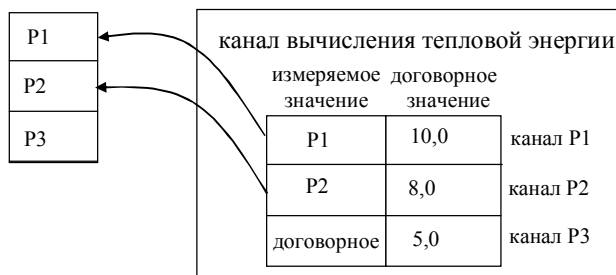 P1
P2
P3
канал вычисления тепловой энергии
измеряемое значение
договорное значение
P1 10,0 канал P1
P2 8,0 канал P2
договорное 5,0 канал P3